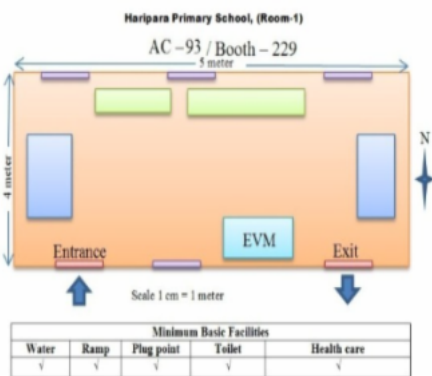 Haripara Primary School, (Room-1)
AC –93 / Booth – 229
5 meter
4 meter
N
EVM
Entrance
Exit
Scale 1 cm = 1 meter
Minimum Basic Facilities
Water Ramp Plug point Toilet Health care
√ √ √ √ √